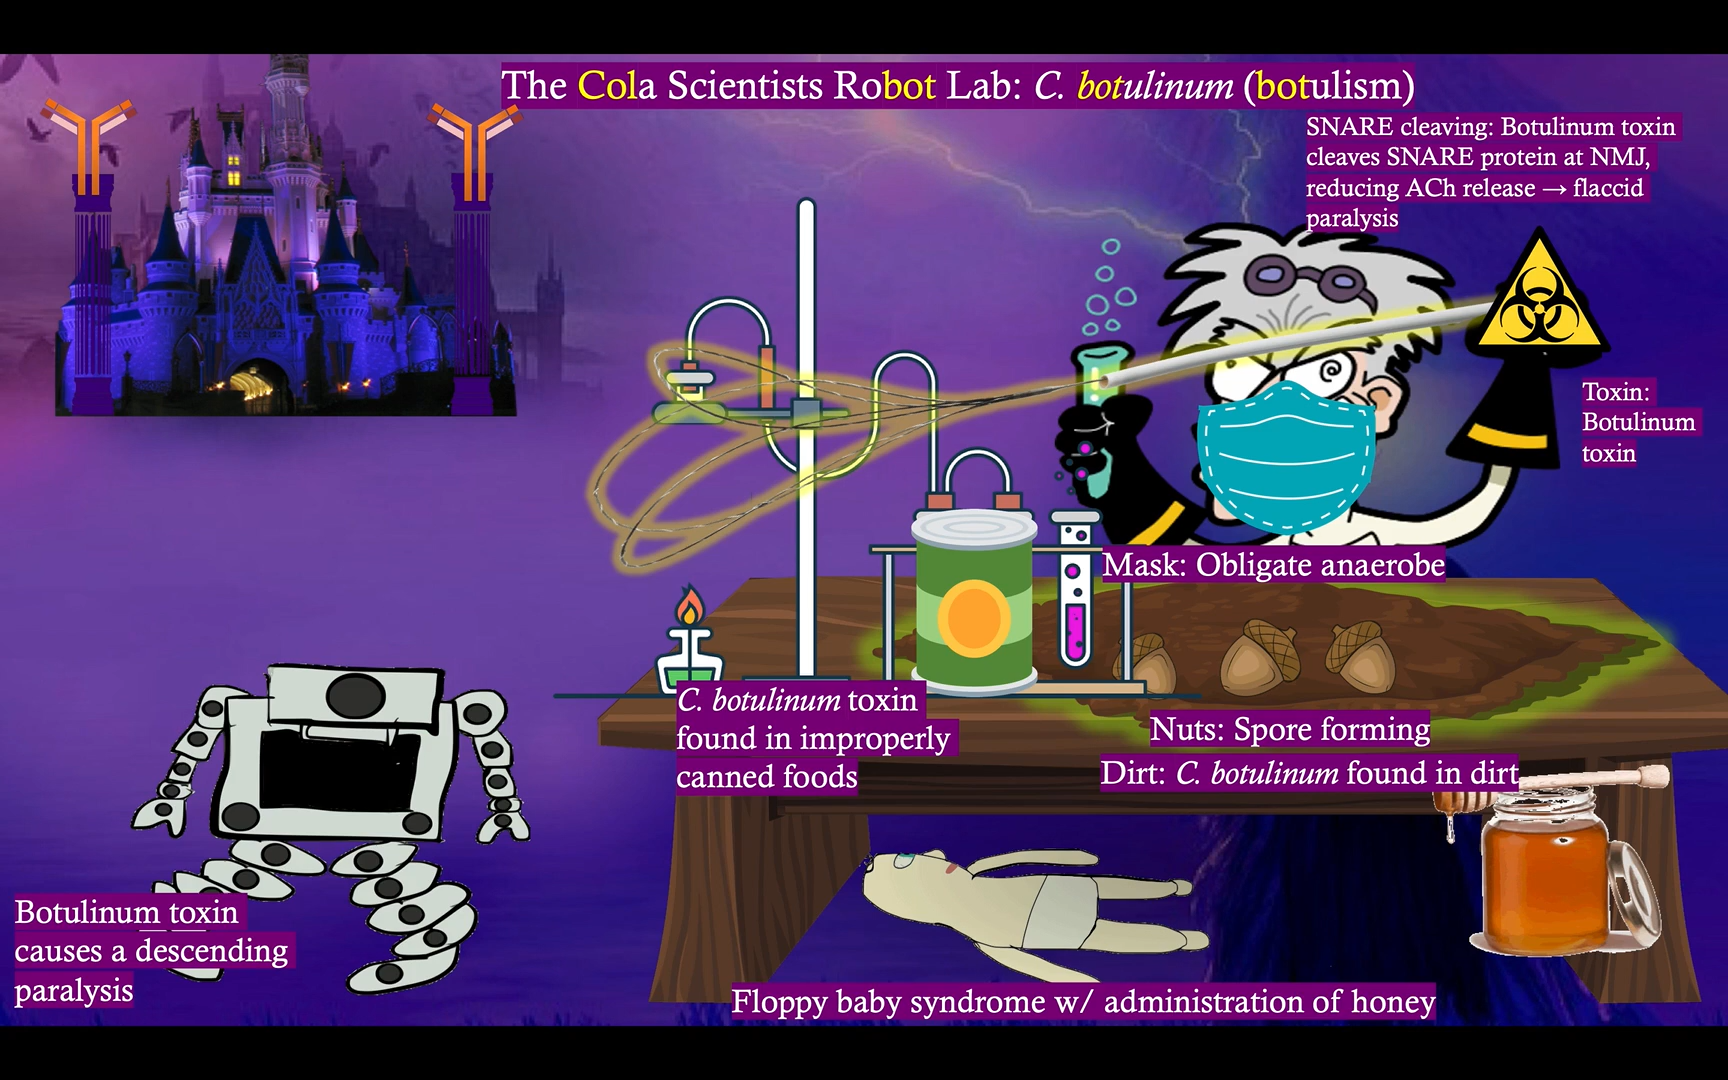 The Cola Scientists Robot Lab: C. botulinum (botulism)
SNARE cleaving: Botulinum toxin
cleaves SNARE protein at NMJ,
reducing ACh release → flaccid
paralysis
Toxin:
Botulinum
toxin
Mask: Obligate anaerobe
C. botulinum toxin
found in improperly
canned foods
Nuts: Spore forming
Dirt: C. botulinum found in dirt
Botulinum toxin
causes a descending
paralysis
Floppy baby syndrome w/ administration of honey